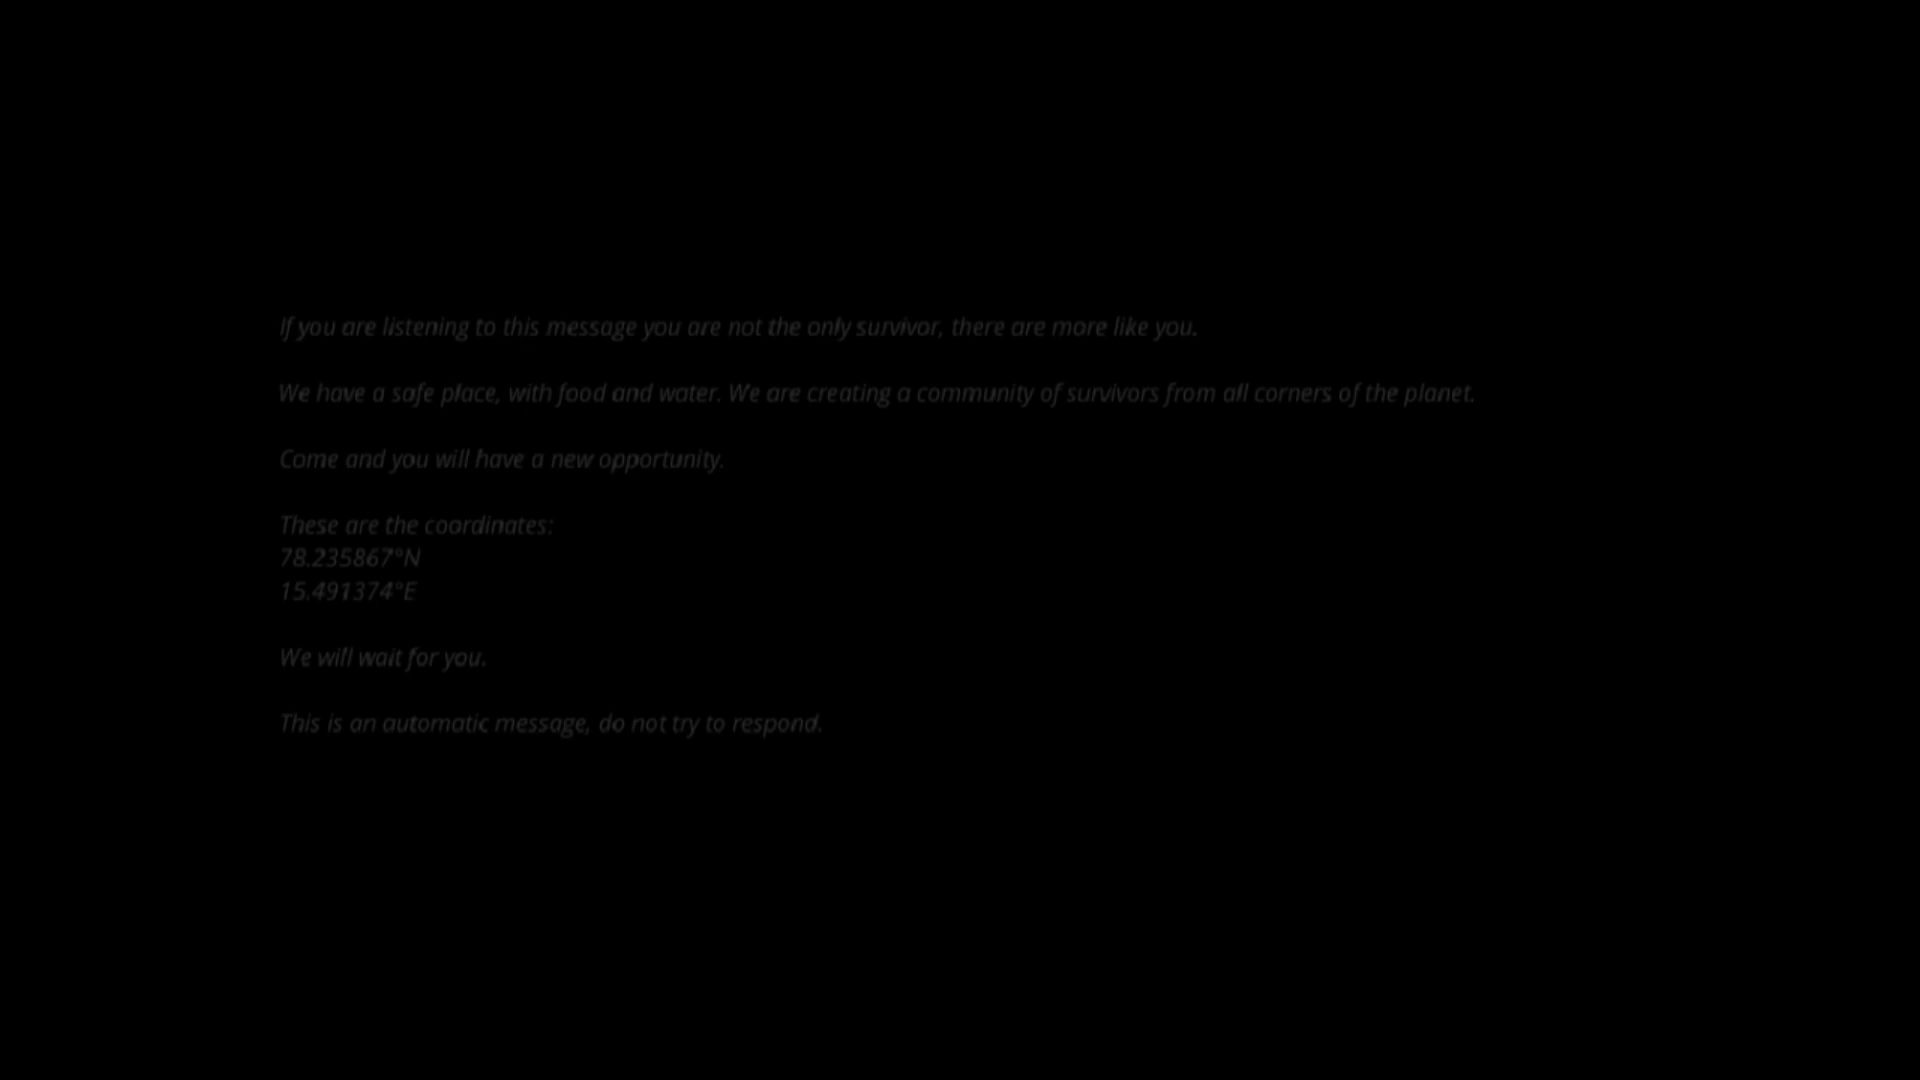 If you are listening to this message you are not the only survivor, there are more like you.
We have a safe place, with food and water. We are creating a community of survivors from all corners of the planet.
Come and you will have a new opportunity.
These are the coordinates:
78.235867°N
15.491374°E
We will wait for you.
This is an automatic message, do not try to respond.